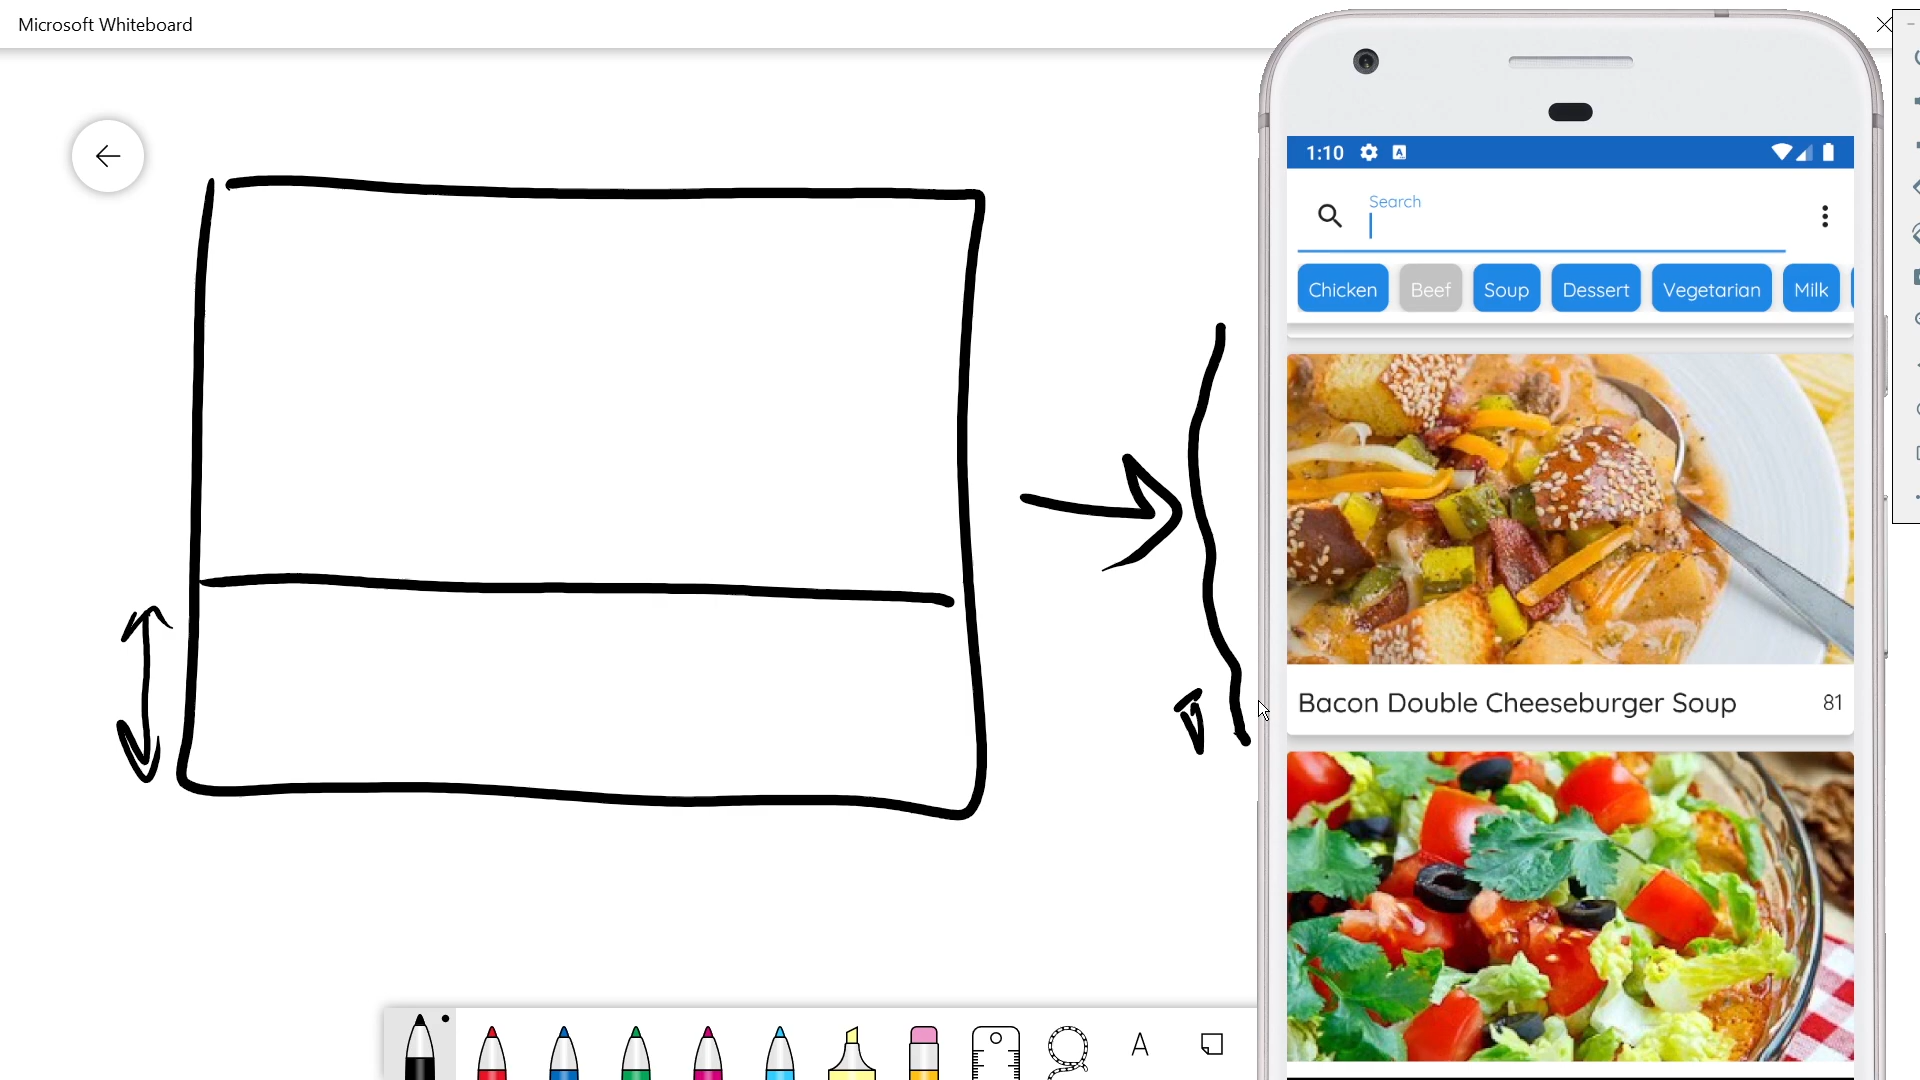 Microsoft Whiteboard
1:10
A
Search
Chicken Beef Soup Dessert Vegetarian Milk
Bacon Double Cheeseburger Soup 81
A